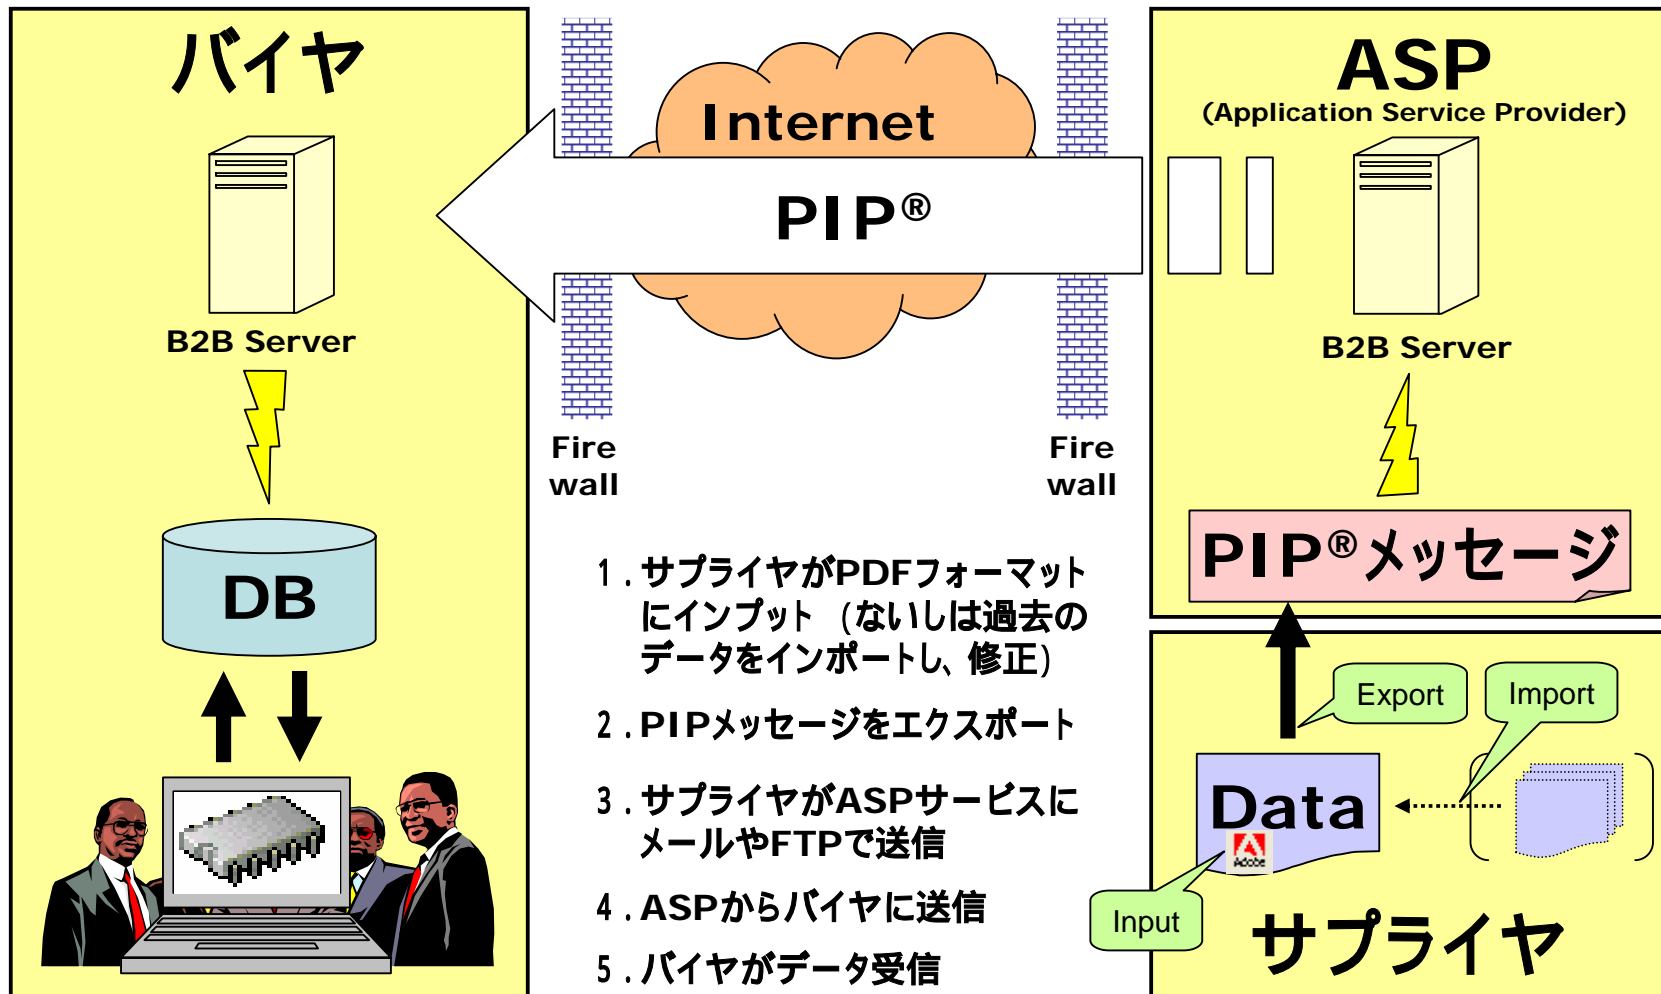 バイヤ
B2B Server
DB
Internet
PIP®
Fire
wall
Fire
wall
１．サプライヤがPDFフォーマット
にインプット （ないしは過去の
データをインポートし、修正）
２．PIPメッセージをエクスポート
３．サプライヤがASPサービスに
メールやFTPで送信
４．ASPからバイヤに送信
５．バイヤがデータ受信
ASP
(Application Service Provider)
B2B Server
PIP®メッセージ
Export
Import
Data
Adobe
Input
サプライヤ